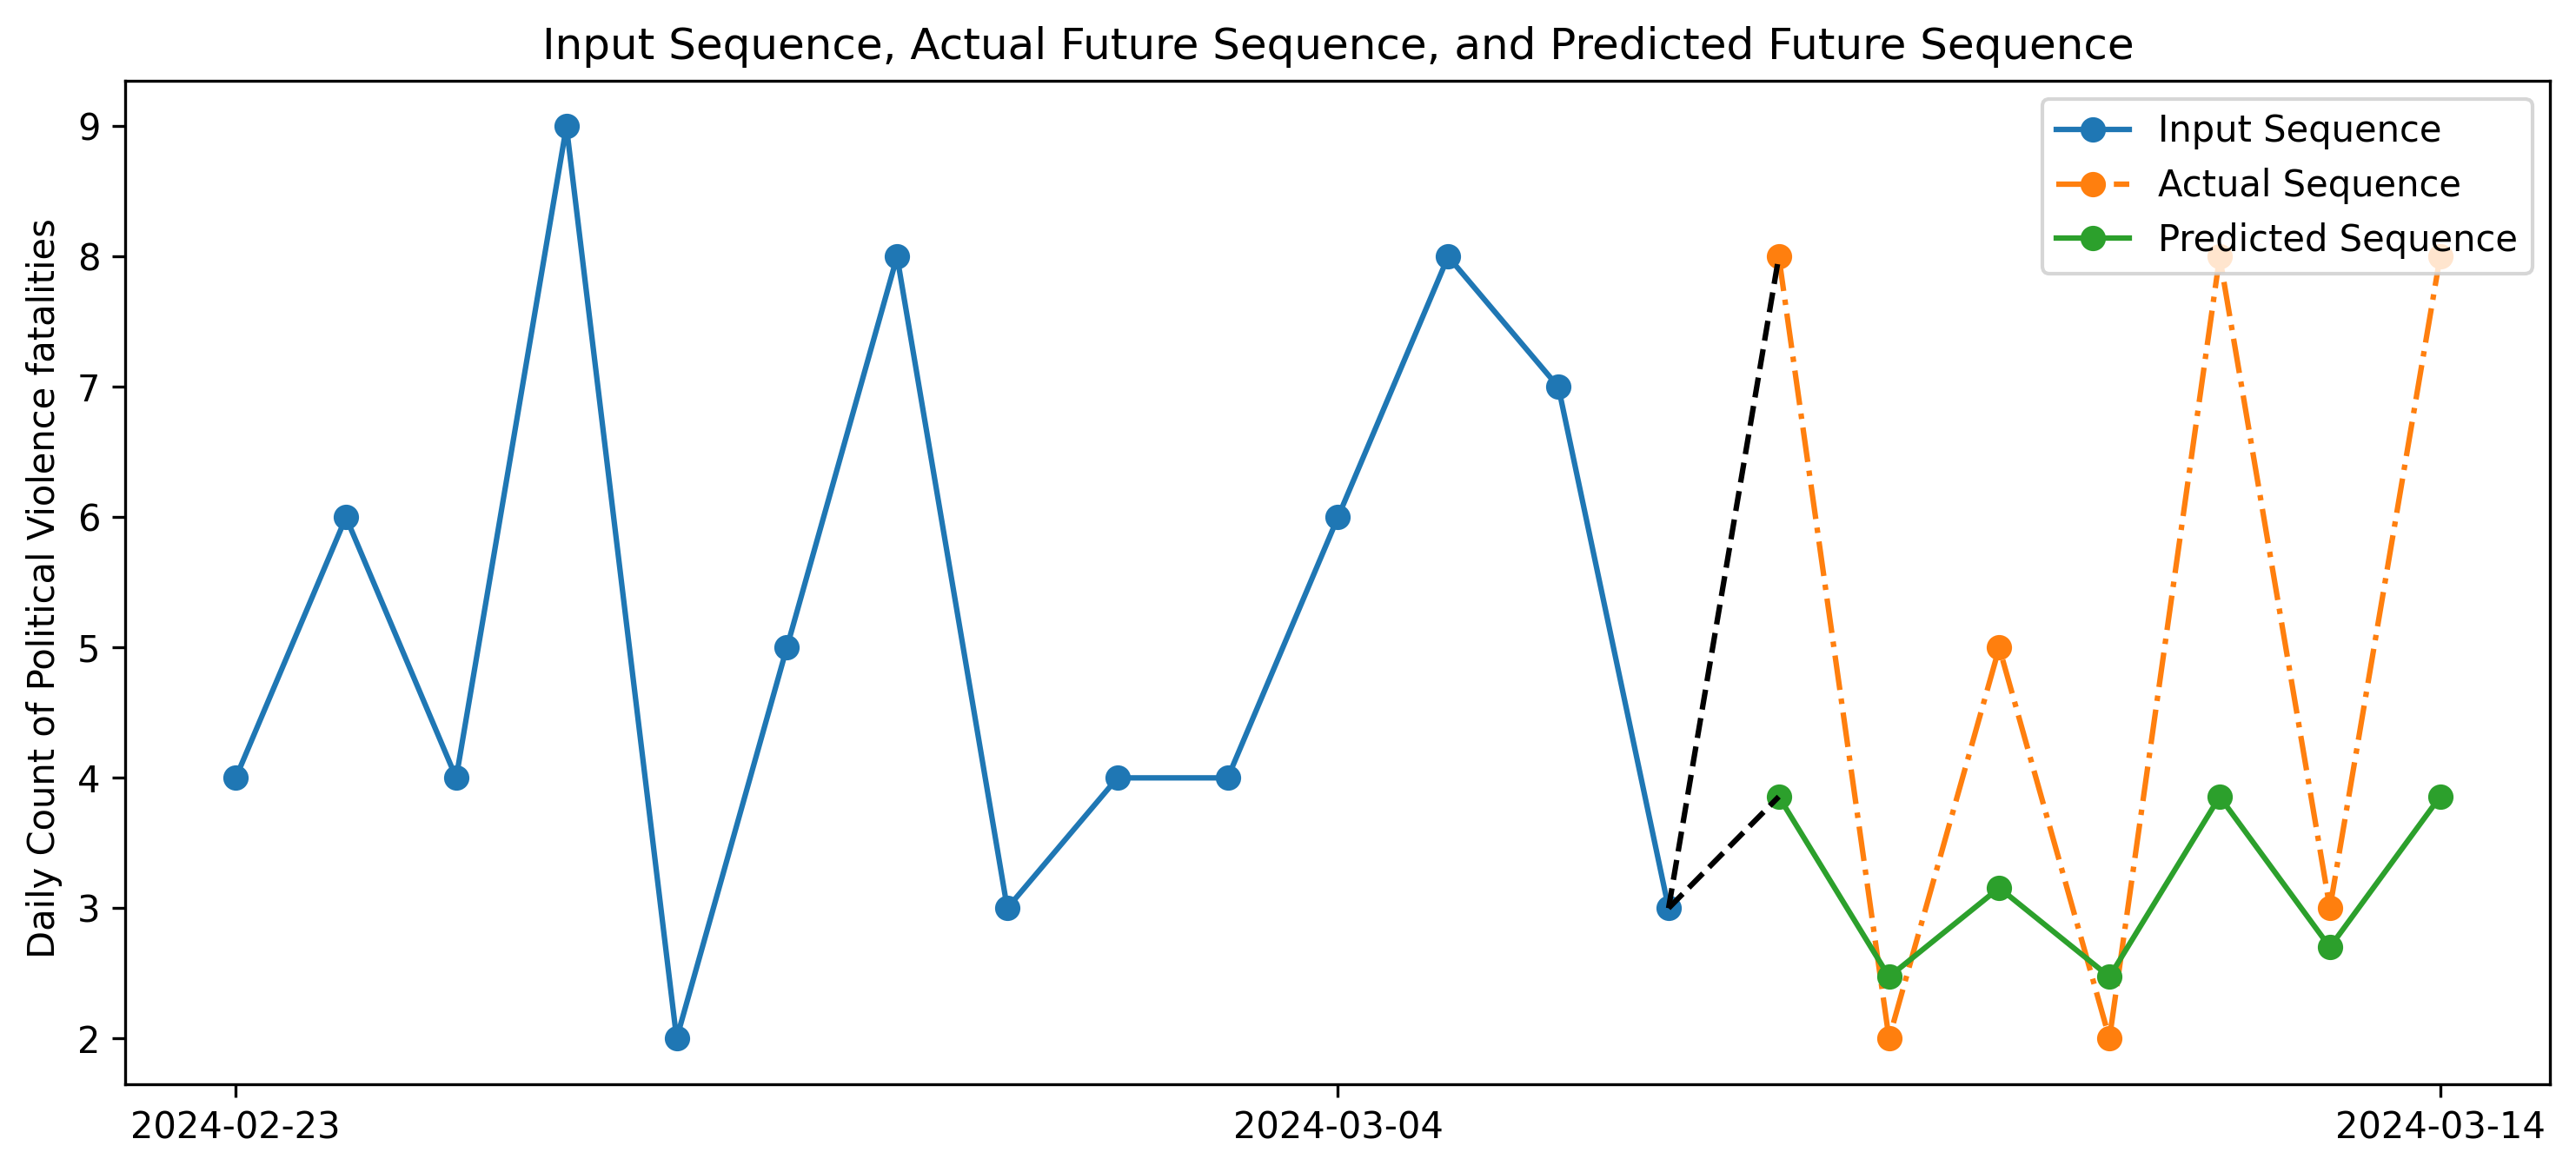 Input Sequence, Actual Future Sequence, and Predicted Future Sequence
Daily Count of Political Violence fatalities
9
8
7
6
5
4
3
2
Input Sequence
Actual Sequence
Predicted Sequence
2024-02-23
2024-03-04
2024-03-14